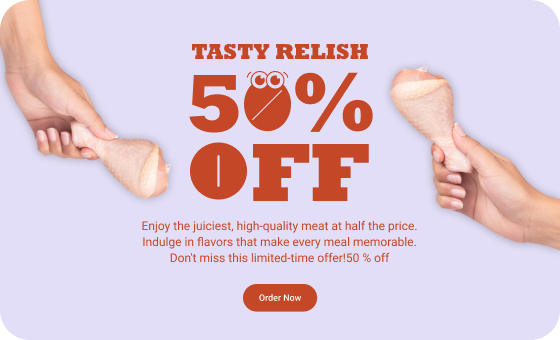 TASTY RELISH
50%
OFF
Enjoy the juiciest, high-quality meat at half the price.
Indulge in flavors that make every meal memorable.
Don't miss this limited-time offer!50 % off
Order Now